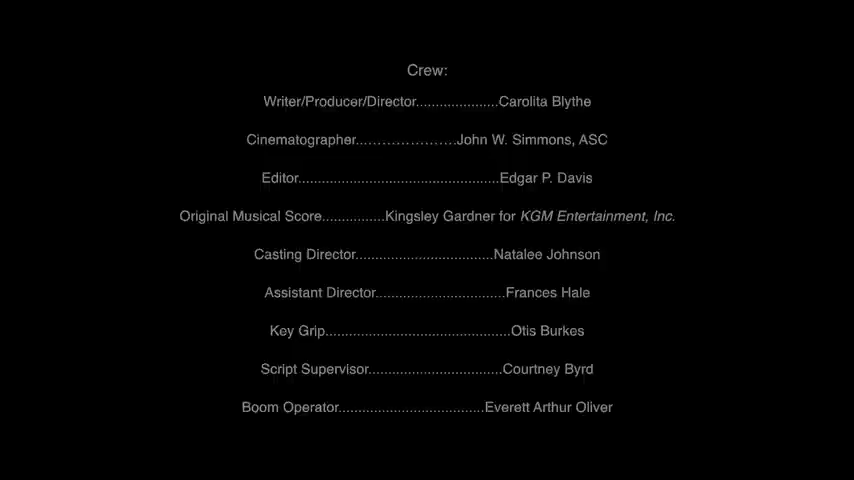 Crew:
Writer/Producer/Director.....................Carolita Blythe
Cinematographer...………………..John W. Simmons, ASC
Editor...................................................Edgar P. Davis
Original Musical Score................Kingsley Gardner for KGM Entertainment, Inc.
Casting Director...................................Natalee Johnson
Assistant Director.................................Frances Hale
Key Grip...............................................Otis Burkes
Script Supervisor..................................Courtney Byrd
Boom Operator.....................................Everett Arthur Oliver